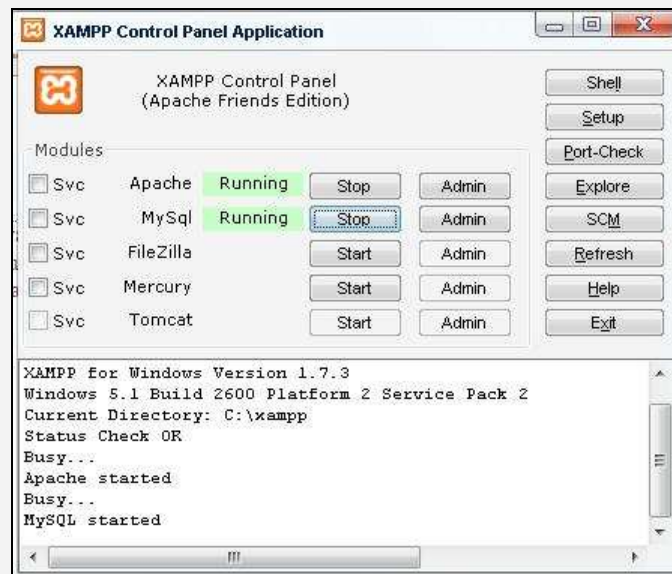 XAMPP Control Panel Application
XAMPP Control Panel
(Apache Friends Edition)
Shell
Setup
Port-Check
Explore
SCM
Refresh
Help
Exit
Modules
Svc Apache Running Stop Admin
Svc MySql Running Stop Admin
Svc FileZilla Start Admin
Svc Mercury Start Admin
Svc Tomcat Start Admin
XAMPP for Windows Version 1.7.3
Windows 5.1 Build 2600 Platform 2 Service Pack 2
Current Directory: C:\xampp
Status Check OK
Busy...
Apache started
Busy...
MySQL started